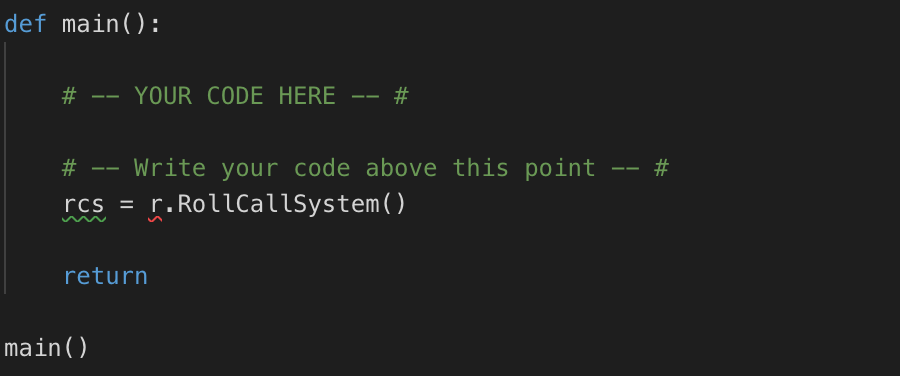 def main():
# -- YOUR CODE HERE -- #
# -- Write your code above this point -- #
rcs = r.RollCallSystem()
return
main()